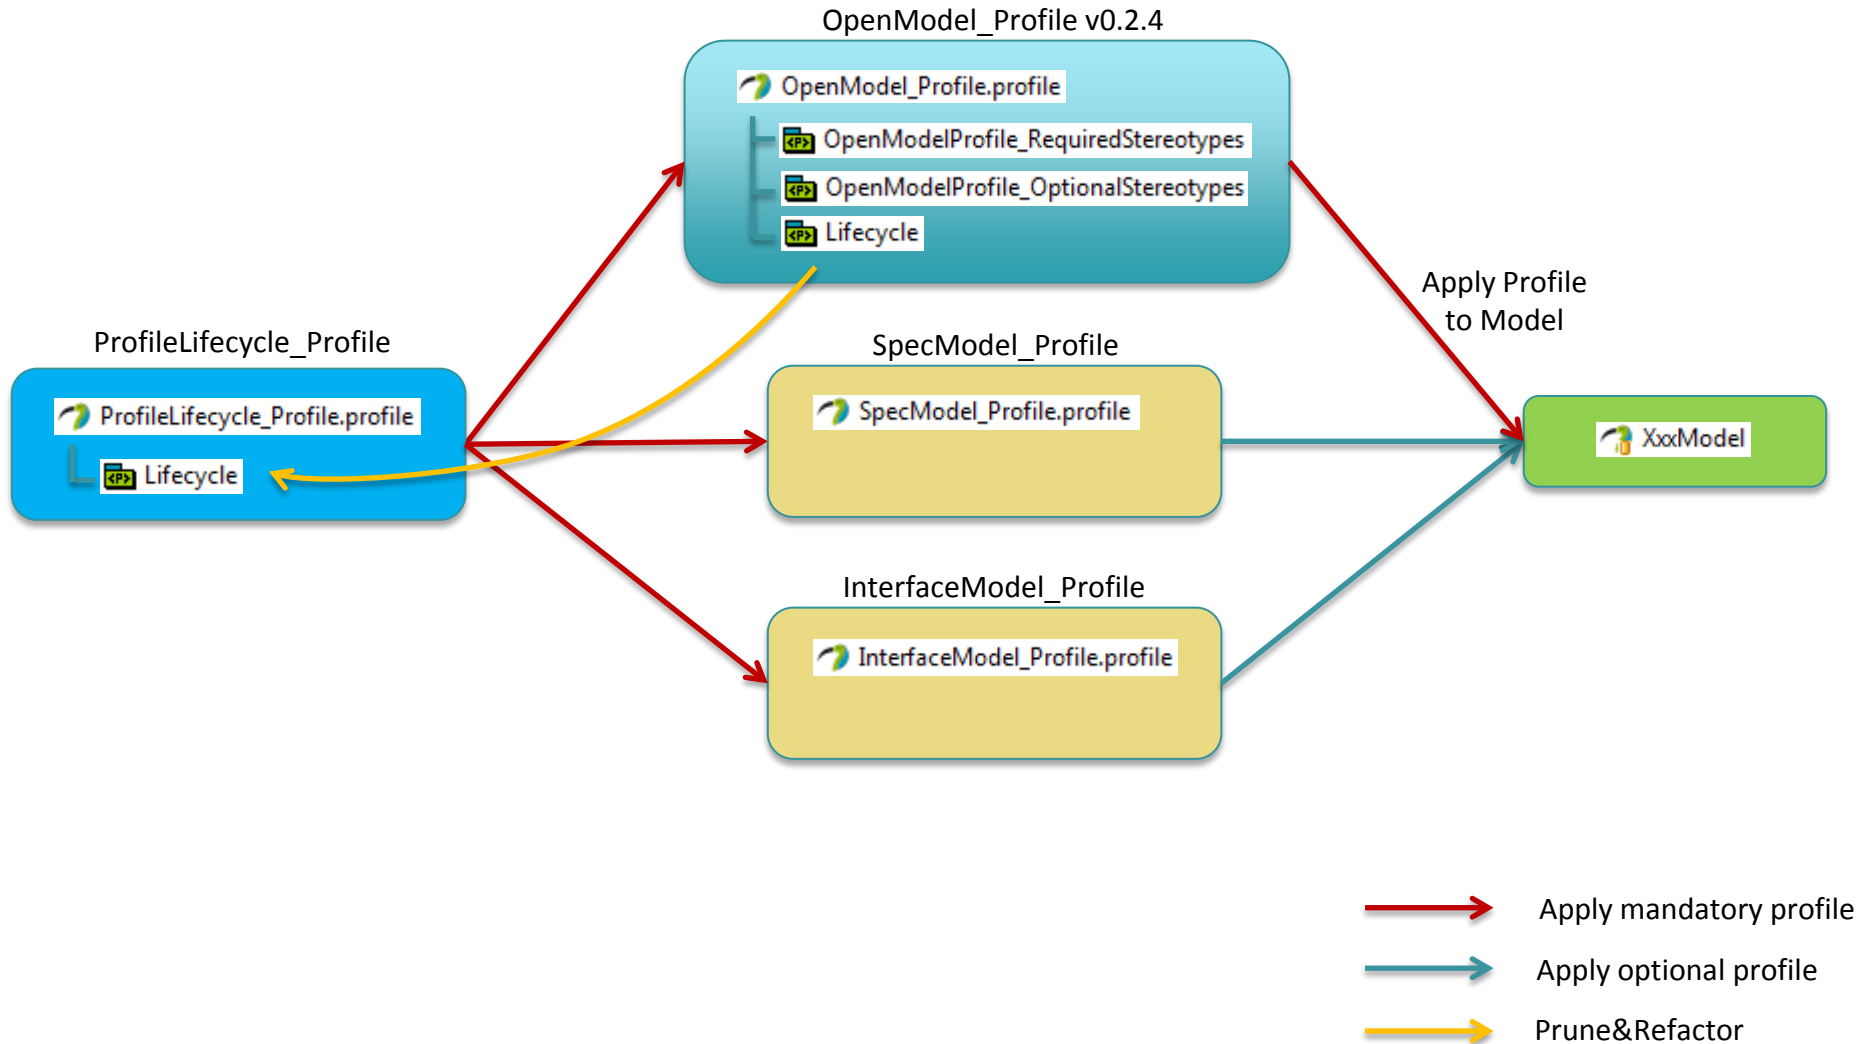 OpenModel_Profile v0.2.4
OpenModel_Profile.profile
<P> OpenModelProfile_RequiredStereotypes
<P> OpenModelProfile_OptionalStereotypes
<P> Lifecycle
Apply Profile
to Model
ProfileLifecycle_Profile
ProfileLifecycle_Profile.profile
<P> Lifecycle
SpecModel_Profile
SpecModel_Profile.profile
XxxModel
InterfaceModel_Profile
InterfaceModel_Profile.profile
Apply mandatory profile
Apply optional profile
Prune&Refactor